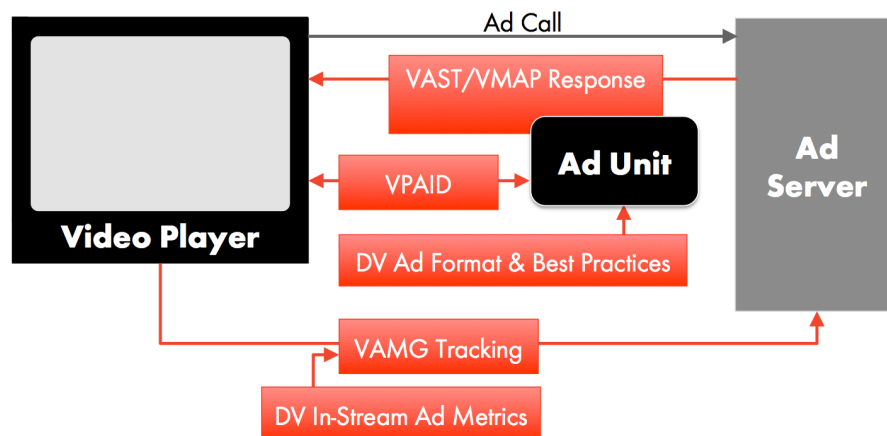 Ad Call
VAST/VMAP Response
Ad Unit
Ad
Server
VPAID
Video Player
DV Ad Format & Best Practices
VAMG Tracking
DV In-Stream Ad Metrics